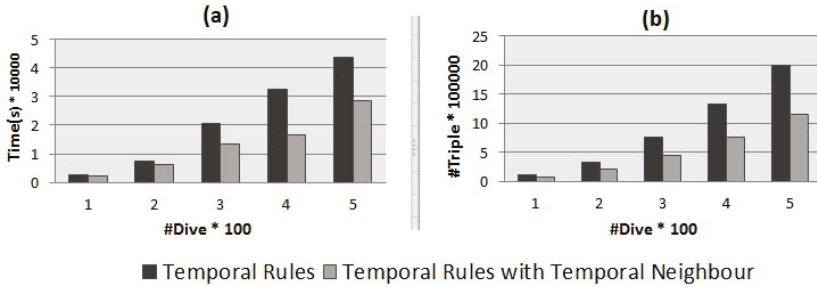 (a)
Time(s) * 10000
5
4
3
2
1
0
1 2 3 4 5
#Dive * 100
(b)
#Triple * 100000
25
20
15
10
5
0
1 2 3 4 5
#Dive * 100
Temporal Rules Temporal Rules with Temporal Neighbour